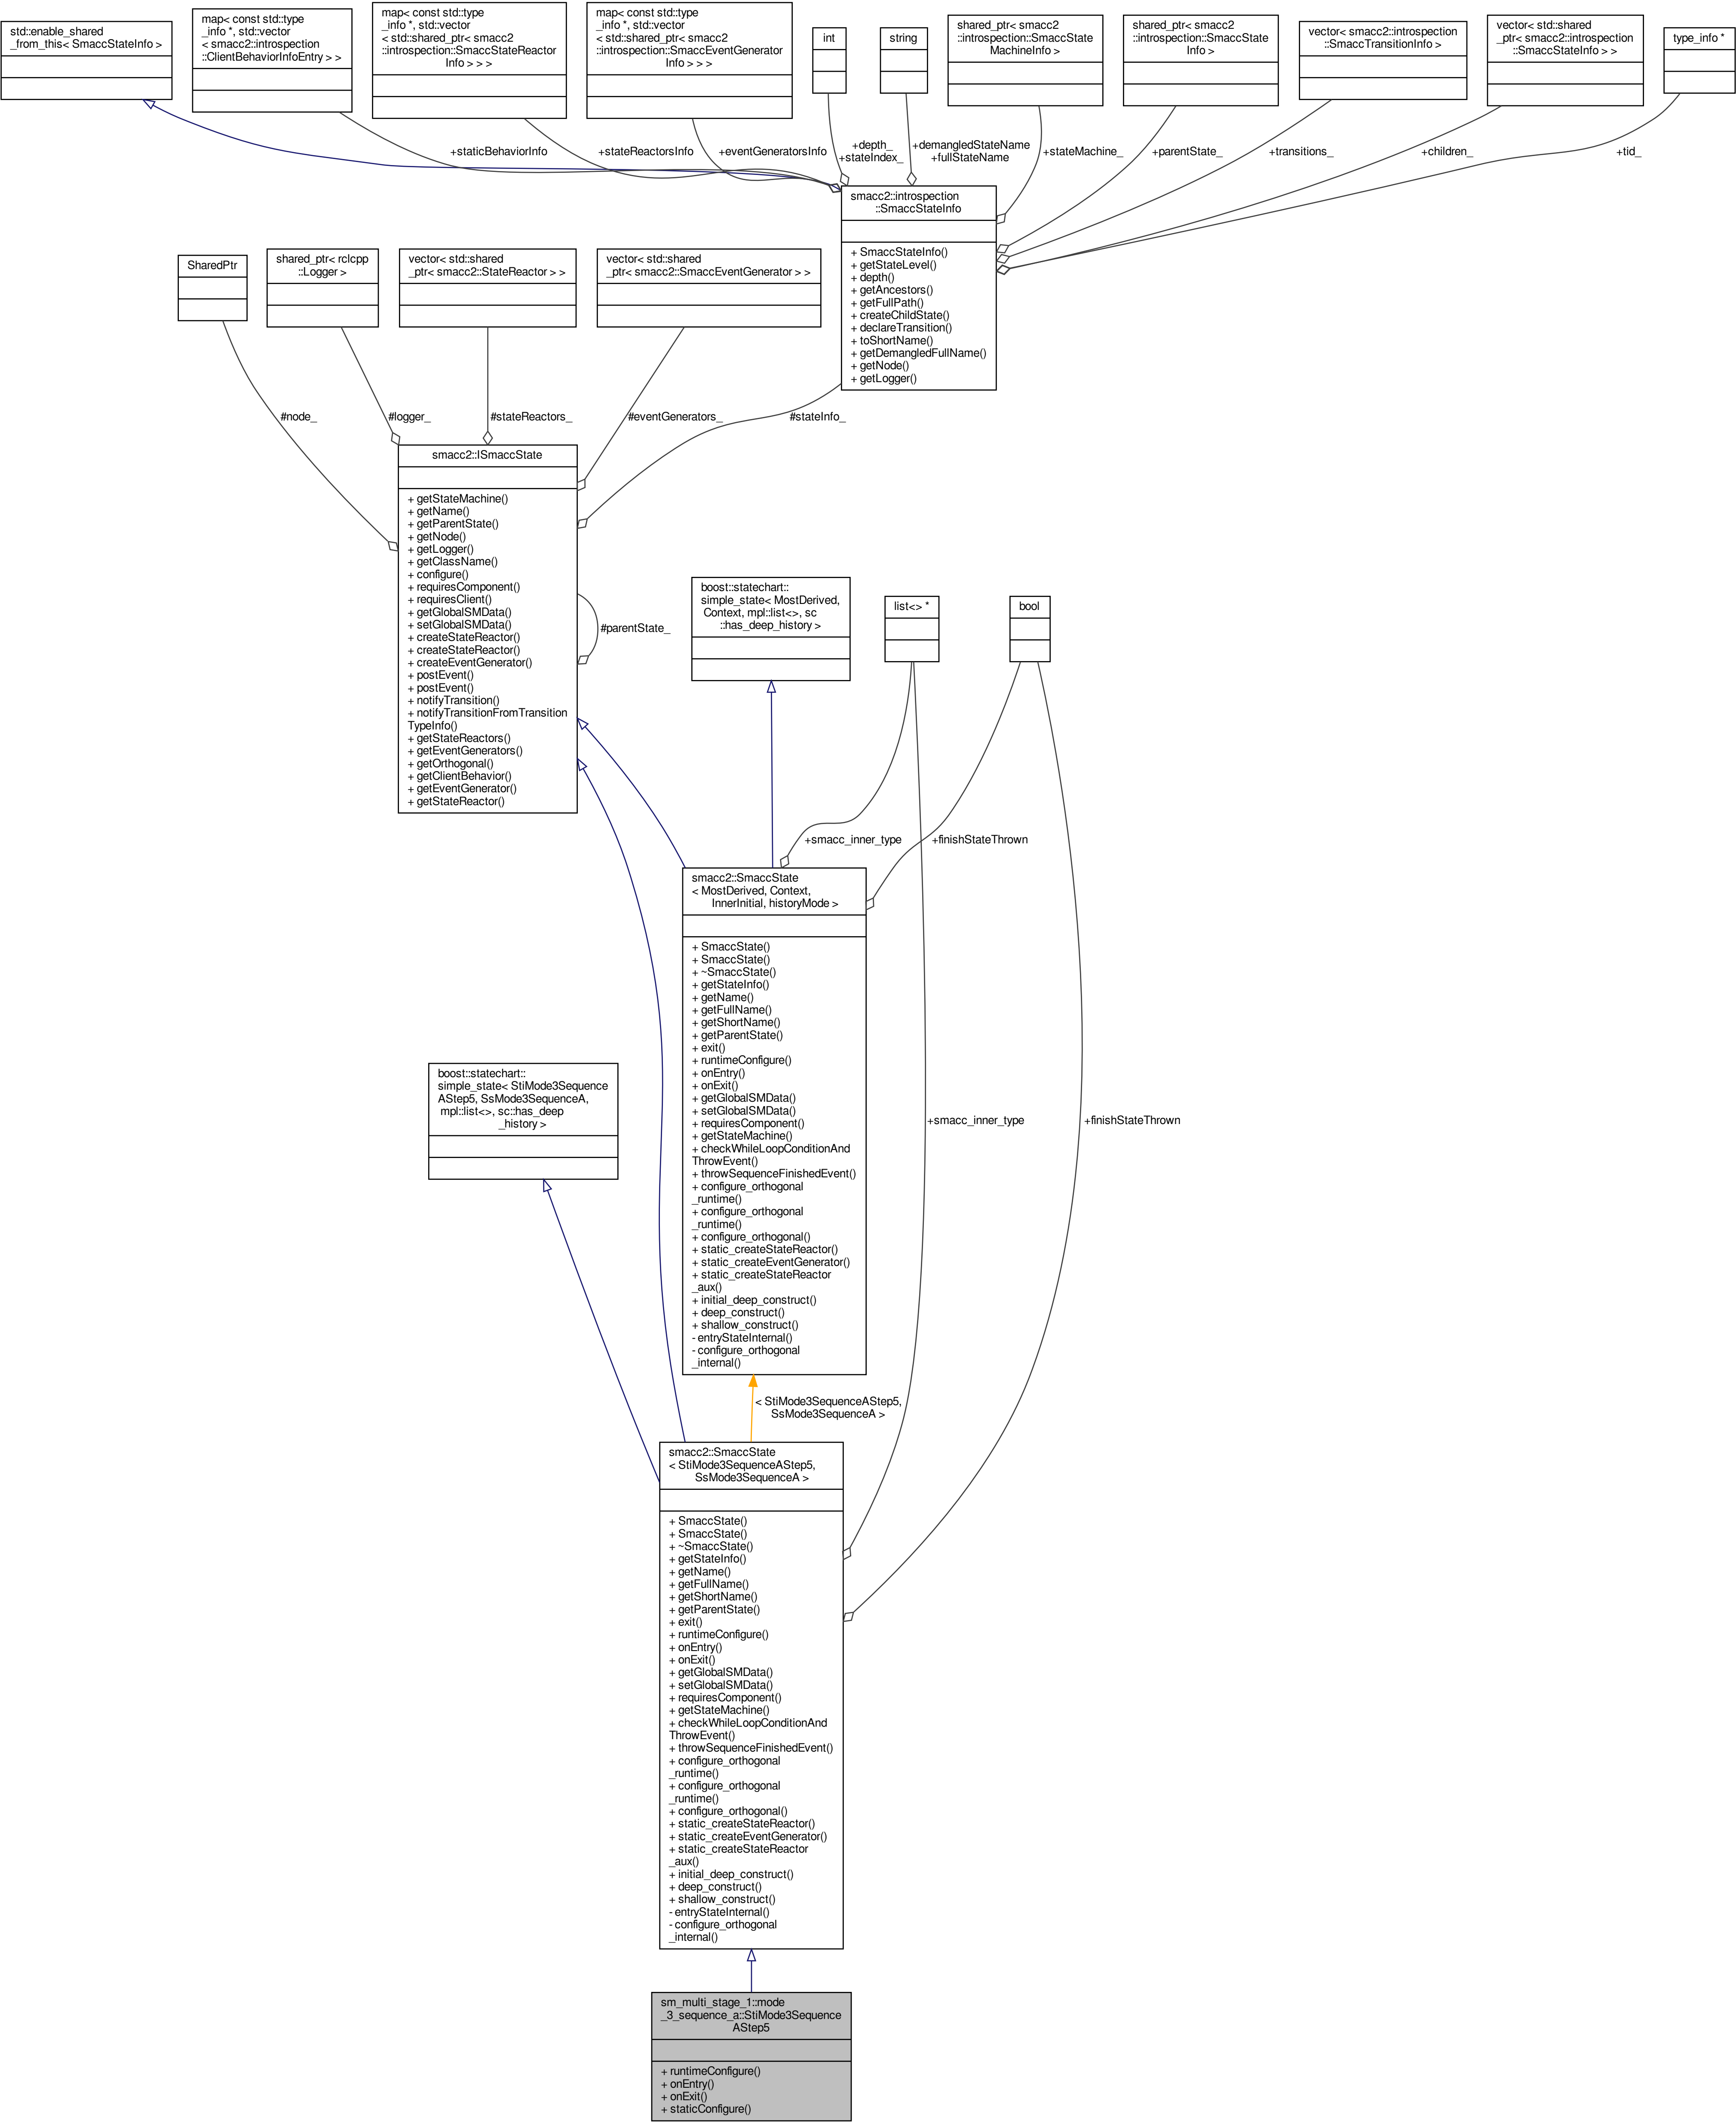 std::enable_shared
_from_this< SmaccStateInfo >
map< const std::type
_info *, std::vector
< smacc2::introspection
::ClientBehaviorInfoEntry > >
map< const std::type
_info *, std::vector
< std::shared_ptr< smacc2
::introspection::SmaccStateReactor
Info > > >
map< const std::type
_info *, std::vector
< std::shared_ptr< smacc2
::introspection::SmaccEventGenerator
Info > > >
int
string
shared_ptr< smacc2
::introspection::SmaccState
MachineInfo >
shared_ptr< smacc2
::introspection::SmaccState
Info >
vector< smacc2::introspection
::SmaccTransitionInfo >
vector< std::shared
_ptr< smacc2::introspection
::SmaccStateInfo > >
type_info *
+staticBehaviorInfo
+stateReactorsInfo
+eventGeneratorsInfo
+depth_
+stateIndex_
+demangledStateName
+fullStateName
+stateMachine_
+parentState_
+transitions_
+children_
+tid_
smacc2::introspection
::SmaccStateInfo
+ SmaccStateInfo()
+ getStateLevel()
+ depth()
+ getAncestors()
+ getFullPath()
+ createChildState()
+ declareTransition()
+ toShortName()
+ getDemangledFullName()
+ getNode()
+ getLogger()
SharedPtr
shared_ptr< rclcpp
::Logger >
vector< std::shared
_ptr< smacc2::StateReactor > >
vector< std::shared
_ptr< smacc2::SmaccEventGenerator > >
#node_
#logger_
#stateReactors_
#eventGenerators_
#stateInfo_
smacc2::ISmaccState
+ getStateMachine()
+ getName()
+ getParentState()
+ getNode()
+ getLogger()
+ getClassName()
+ configure()
+ requiresComponent()
+ requiresClient()
+ getGlobalSMData()
+ setGlobalSMData()
+ createStateReactor()
+ createStateReactor()
+ createEventGenerator()
+ postEvent()
+ postEvent()
+ notifyTransition()
+ notifyTransitionFromTransition
TypeInfo()
+ getStateReactors()
+ getEventGenerators()
+ getOrthogonal()
+ getClientBehavior()
+ getEventGenerator()
+ getStateReactor()
#parentState_
boost::statechart::
simple_state< MostDerived,
Context, mpl::list<>, sc
::has_deep_history >
list<> *
bool
+smacc_inner_type
+finishStateThrown
smacc2::SmaccState
< MostDerived, Context,
InnerInitial, historyMode >
+ SmaccState()
+ SmaccState()
+ ~SmaccState()
+ getStateInfo()
+ getName()
+ getFullName()
+ getShortName()
+ getParentState()
+ exit()
+ runtimeConfigure()
+ onEntry()
+ onExit()
+ getGlobalSMData()
+ setGlobalSMData()
+ requiresComponent()
+ getStateMachine()
+ checkWhileLoopConditionAnd
ThrowEvent()
+ throwSequenceFinishedEvent()
+ configure_orthogonal
_runtime()
+ configure_orthogonal
_runtime()
+ configure_orthogonal()
+ static_createStateReactor()
+ static_createEventGenerator()
+ static_createStateReactor
_aux()
+ initial_deep_construct()
+ deep_construct()
+ shallow_construct()
- entryStateInternal()
- configure_orthogonal
_internal()
boost::statechart::
simple_state< StiMode3Sequence
AStep5, SsMode3SequenceA,
mpl::list<>, sc::has_deep
_history >
+smacc_inner_type
+finishStateThrown
< StiMode3SequenceAStep5,
SsMode3SequenceA >
smacc2::SmaccState
< StiMode3SequenceAStep5,
SsMode3SequenceA >
+ SmaccState()
+ SmaccState()
+ ~SmaccState()
+ getStateInfo()
+ getName()
+ getFullName()
+ getShortName()
+ getParentState()
+ exit()
+ runtimeConfigure()
+ onEntry()
+ onExit()
+ getGlobalSMData()
+ setGlobalSMData()
+ requiresComponent()
+ getStateMachine()
+ checkWhileLoopConditionAnd
ThrowEvent()
+ throwSequenceFinishedEvent()
+ configure_orthogonal
_runtime()
+ configure_orthogonal
_runtime()
+ configure_orthogonal()
+ static_createStateReactor()
+ static_createEventGenerator()
+ static_createStateReactor
_aux()
+ initial_deep_construct()
+ deep_construct()
+ shallow_construct()
- entryStateInternal()
- configure_orthogonal
_internal()
sm_multi_stage_1::mode
_3_sequence_a::StiMode3Sequence
AStep5
+ runtimeConfigure()
+ onEntry()
+ onExit()
+ staticConfigure()